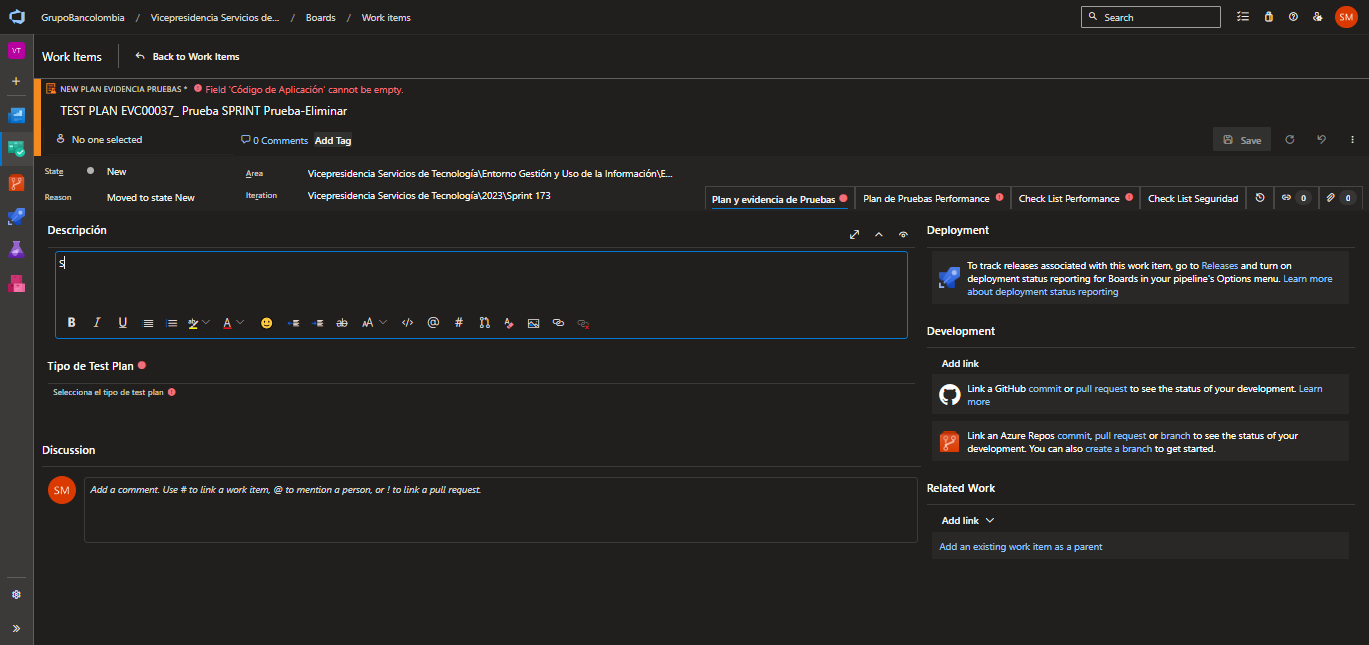 GrupoBancolombia / Vicepresidencia Servicios de... / Boards / Work items
Search
SM
VT
Work Items
Back to Work Items
NEW PLAN EVIDENCIA PRUEBAS * Field 'Código de Aplicación' cannot be empty.
TEST PLAN EVC00037_ Prueba SPRINT Prueba-Eliminar
No one selected
0 Comments
Add Tag
Save
State
New
Area
Vicepresidencia Servicios de Tecnología\Entorno Gestión y Uso de la Información\E...
Reason
Moved to state New
Iteration
Vicepresidencia Servicios de Tecnología\2023\Sprint 173
Plan y evidencia de Pruebas
Plan de Pruebas Performance
Check List Performance
Check List Seguridad
0
0
Descripción
s
B I U ab A ab AA </> @ #
Tipo de Test Plan
Selecciona el tipo de test plan
Discussion
SM
Add a comment. Use # to link a work item, @ to mention a person, or ! to link a pull request.
Deployment
To track releases associated with this work item, go to Releases and turn on
deployment status reporting for Boards in your pipeline's Options menu. Learn more
about deployment status reporting
Development
Add link
Link a GitHub commit or pull request to see the status of your development. Learn
more
Link an Azure Repos commit, pull request or branch to see the status of your
development. You can also create a branch to get started.
Related Work
Add link
Add an existing work item as a parent